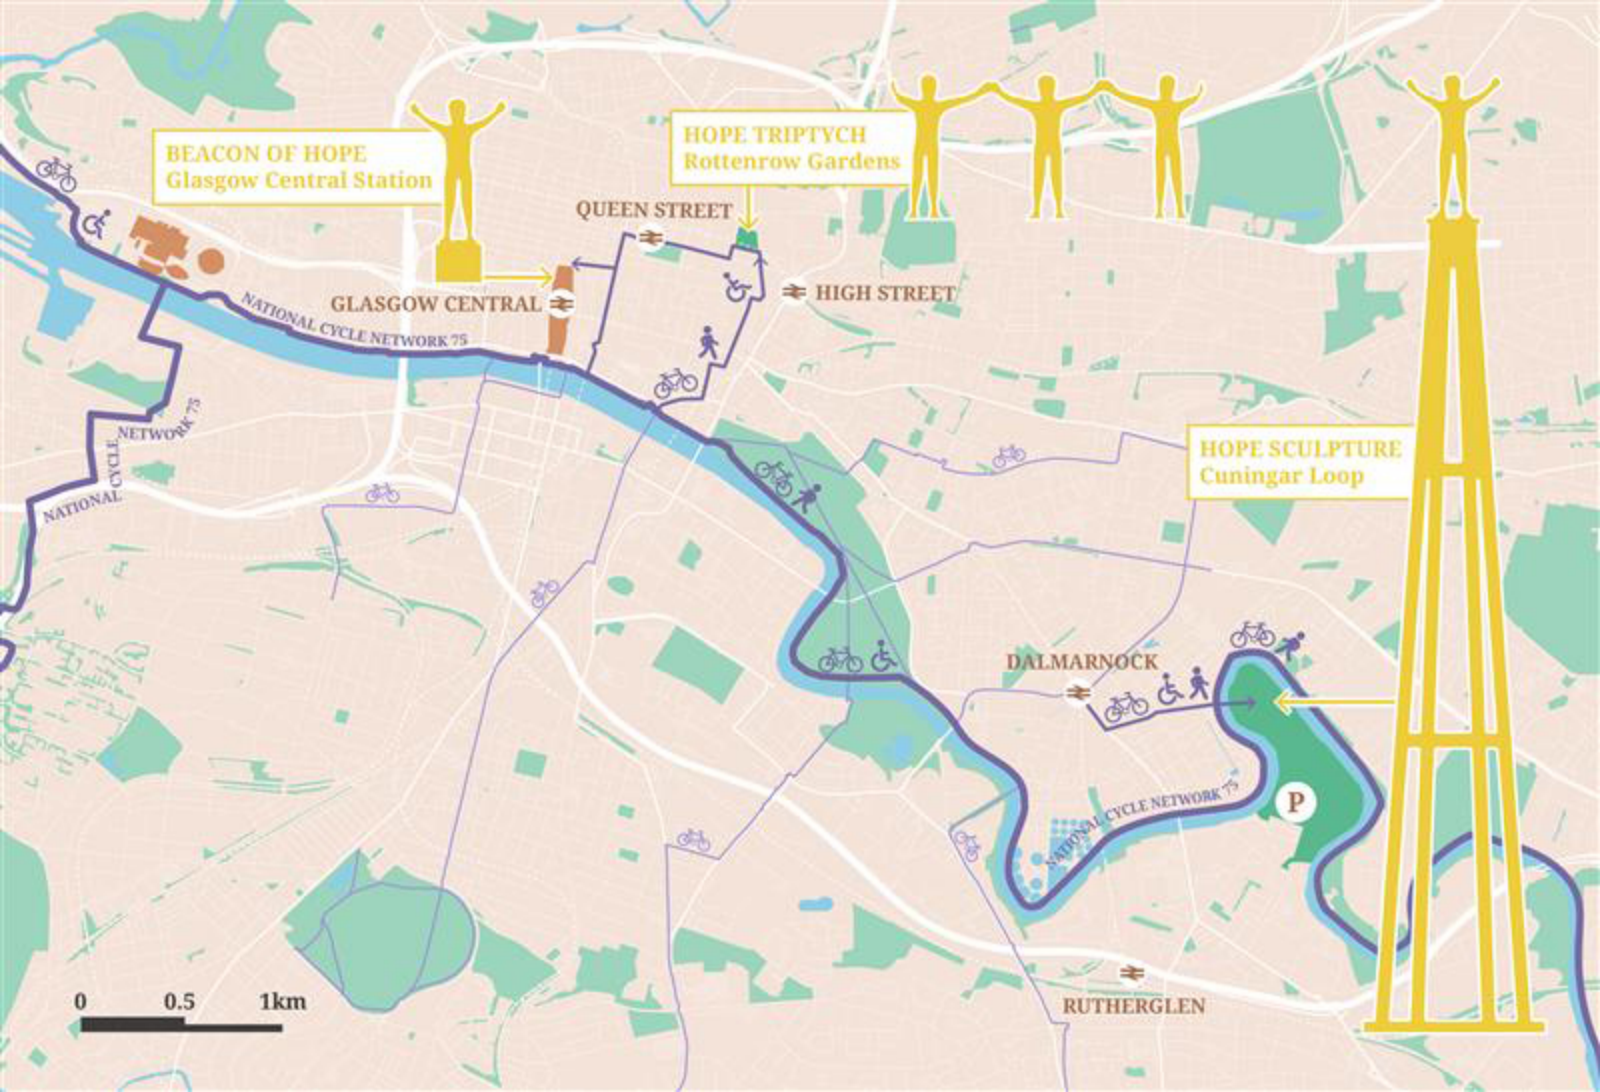 BEACON OF HOPE
Glasgow Central Station
HOPE TRIPTYCH
Rottenrow Gardens
QUEEN STREET
GLASGOW CENTRAL
HIGH STREET
NATIONAL CYCLE NETWORK 75
NATIONAL CYCLE NETWORK 75
HOPE SCULPTURE
Cuningar Loop
DALMARNOCK
P
NATIONAL CYCLE NETWORK 75
RUTHERGLEN
0 0.5 1km